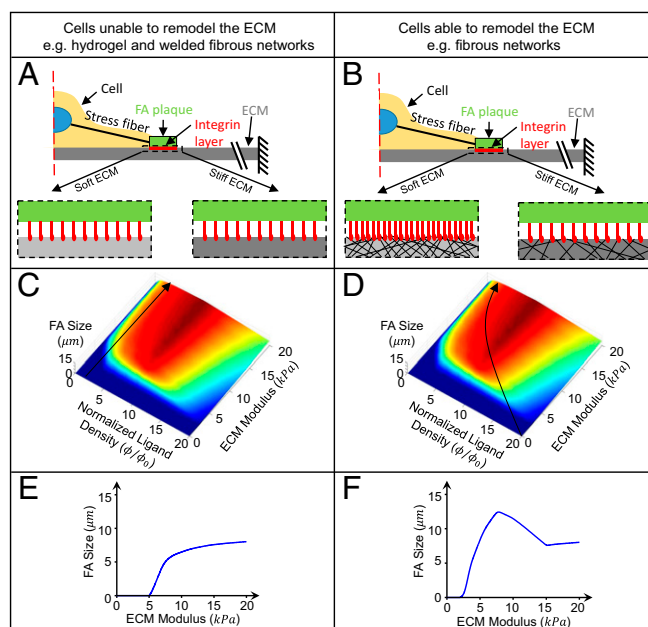 Cells unable to remodel the ECM
e.g. hydrogel and welded fibrous networks
Cells able to remodel the ECM
e.g. fibrous networks
A
Cell
Stress fiber
FA plaque
Integrin
layer
ECM
Soft ECM
Stiff ECM
B
Cell
Stress fiber
FA plaque
Integrin
layer
ECM
Soft ECM
Stiff ECM
C
FA Size
(μm)
15
0
0
5
10
15
20
0
5
10
15
20
Normalized Ligand
Density (ϕ/ϕ₀)
ECM Modulus (kPa)
D
FA Size
(μm)
15
0
0
5
10
15
20
0
5
10
15
20
Normalized Ligand
Density (ϕ/ϕ₀)
ECM Modulus (kPa)
E
FA Size (μm)
15
10
5
0
0 5 10 15 20
ECM Modulus (kPa)
F
FA Size (μm)
15
10
5
0
0 5 10 15 20
ECM Modulus (kPa)